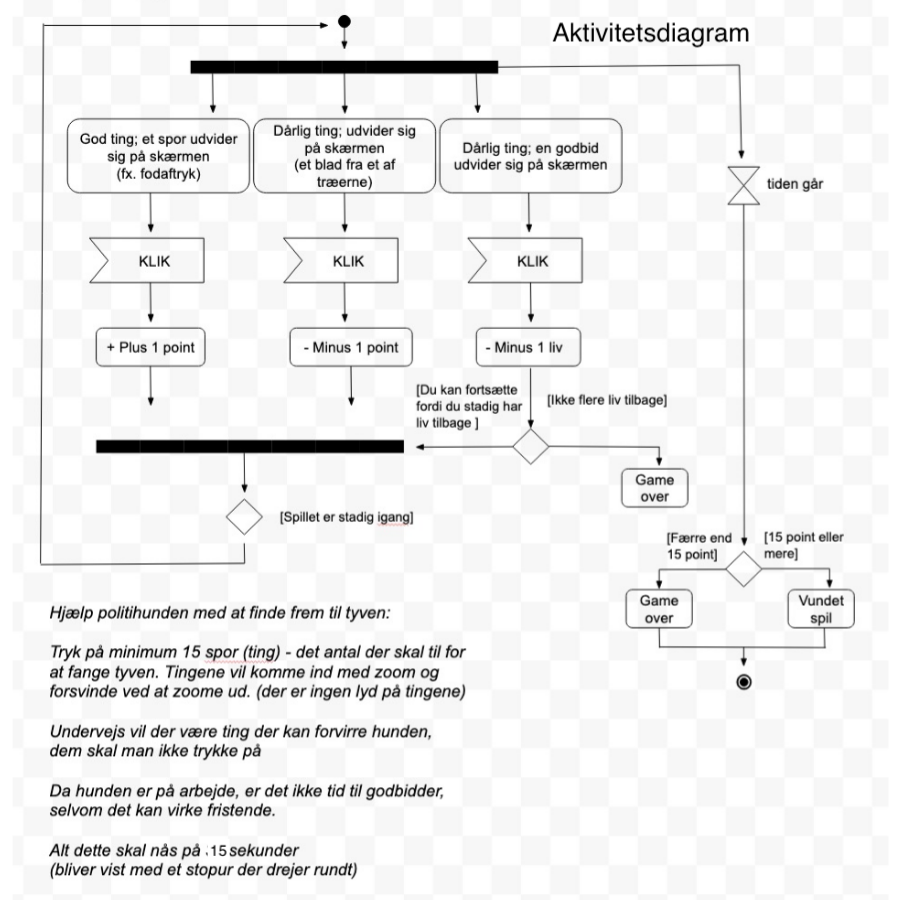 Aktivitetsdiagram
God ting; et spor udvider
sig på skærmen
(fx. fodaftryk)
Dårlig ting; udvider sig
på skærmen
(et blad fra et af
træerne)
Dårlig ting; en godbid
udvider sig på skærmen
tiden går
KLIK
KLIK
KLIK
+ Plus 1 point
- Minus 1 point
- Minus 1 liv
[Du kan fortsætte
fordi du stadig har
liv tilbage ]
[Ikke flere liv tilbage]
Game
over
[Spillet er stadig igang]
[Færre end
15 point]
[15 point eller
mere]
Game
over
Vundet
spil
Hjælp politihunden med at finde frem til tyven:
Tryk på minimum 15 spor (ting) - det antal der skal til for
at fange tyven. Tingene vil komme ind med zoom og
forsvinde ved at zoome ud. (der er ingen lyd på tingene)
Undervejs vil der være ting der kan forvirre hunden,
dem skal man ikke trykke på
Da hunden er på arbejde, er det ikke tid til godbidder,
selvom det kan virke fristende.
Alt dette skal nås på .15 sekunder
(bliver vist med et stopur der drejer rundt)